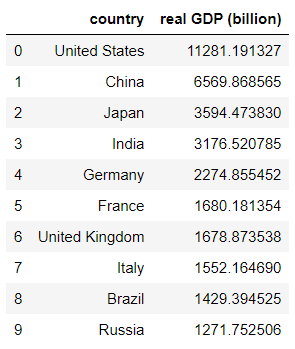 country real GDP (billion)
0 United States 11281.191327
1 China 6569.868565
2 Japan 3594.473830
3 India 3176.520785
4 Germany 2274.855452
5 France 1680.181354
6 United Kingdom 1678.873538
7 Italy 1552.164690
8 Brazil 1429.394525
9 Russia 1271.752506